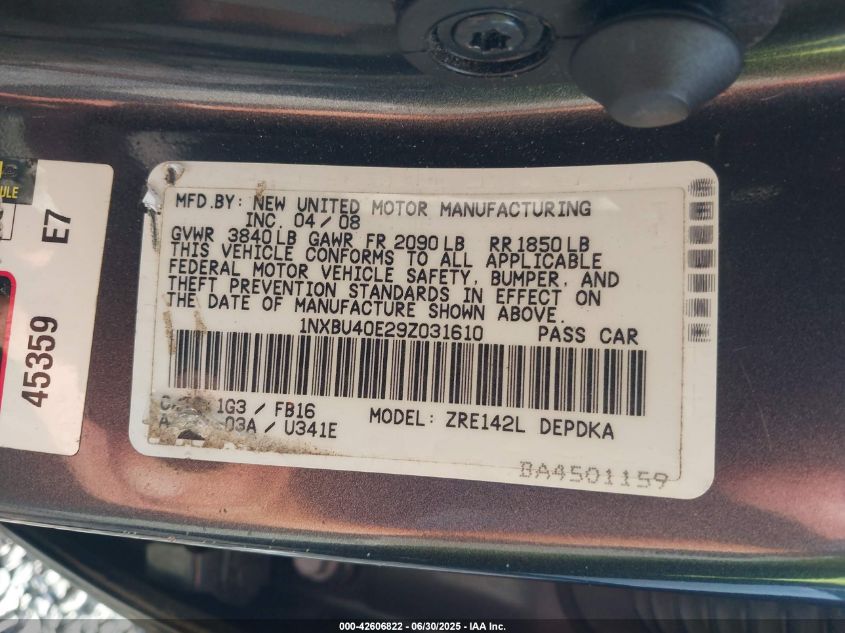 ULE
E7
45359
MFD.BY: NEW UNITED MOTOR MANUFACTURING
INC. 04/08
GVWR 3840LB GAWR FR 2090LB RR 1850LB
THIS VEHICLE CONFORMS TO ALL APPLICABLE
FEDERAL MOTOR VEHICLE SAFETY, BUMPER, AND
THEFT PREVENTION STANDARDS IN EFFECT ON
THE DATE OF MANUFACTURE SHOWN ABOVE.
1NXBU40E29Z031610 PASS CAR
1G3 / FB16 MODEL: ZRE142L DEPDKA
03A / U341E
BA4501159
000-42606822 - 06/30/2025 - IAA Inc.